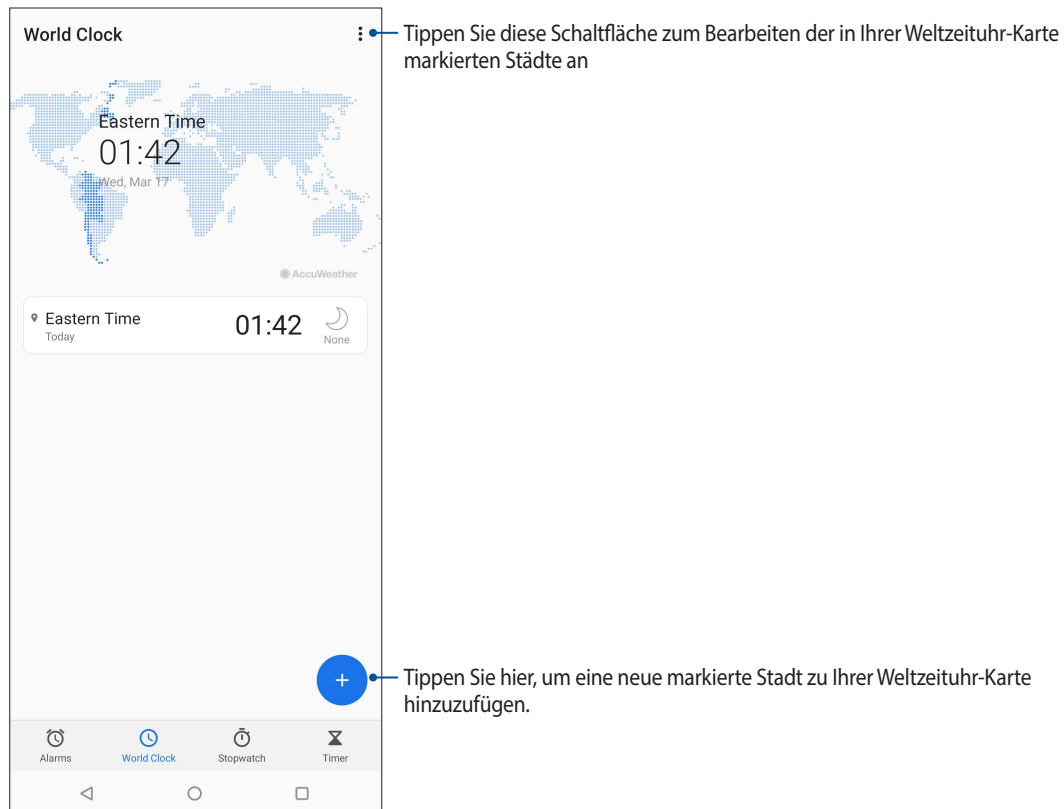 World Clock
Tippen Sie diese Schaltfläche zum Bearbeiten der in Ihrer Weltzeituhr-Karte
markierten Städte an
Eastern Time
01:42
Wed, Mar 17
AccuWeather
Eastern Time
Today
01:42
None
+
Tippen Sie hier, um eine neue markierte Stadt zu Ihrer Weltzeituhr-Karte
hinzuzufügen.
Alarms World Clock Stopwatch Timer